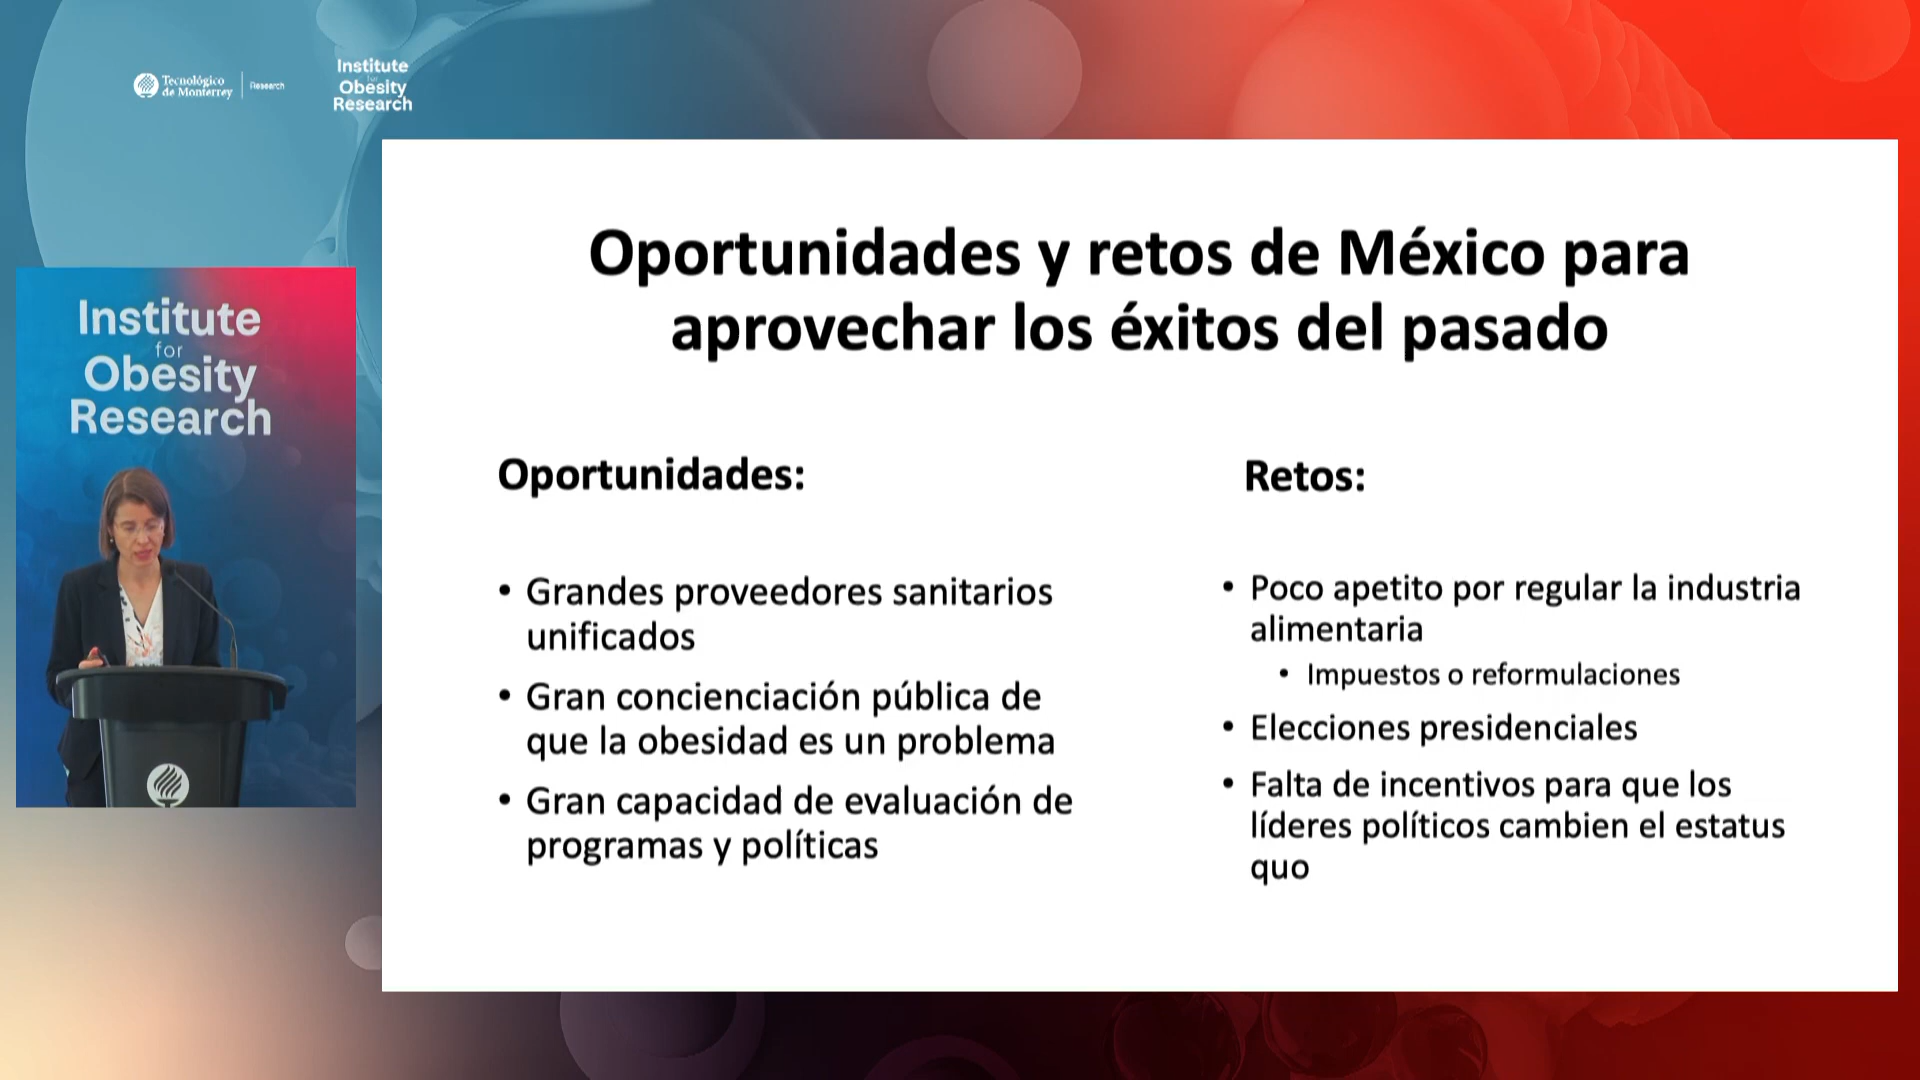 Tecnológico
de Monterrey
Research
Institute
for
Obesity
Research
Institute
for
Obesity
Research
Oportunidades y retos de México para
aprovechar los éxitos del pasado
Oportunidades:
• Grandes proveedores sanitarios
unificados
• Gran concienciación pública de
que la obesidad es un problema
• Gran capacidad de evaluación de
programas y políticas
Retos:
• Poco apetito por regular la industria
alimentaria
• Impuestos o reformulaciones
• Elecciones presidenciales
• Falta de incentivos para que los
líderes políticos cambien el estatus
quo